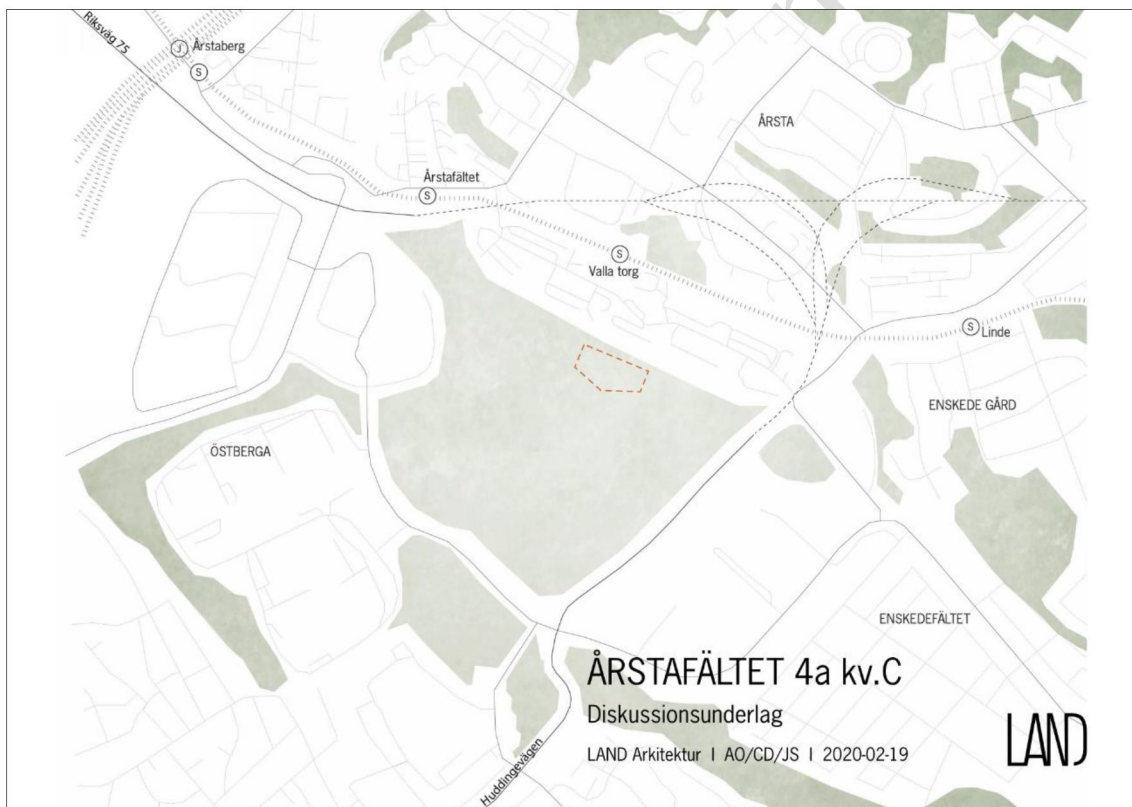 Riksväg 75
J
Årstaberg
S
ÅRSTA
Årstafältet
S
S
Valla torg
S
Linde
ENSKEDE GÅRD
ÖSTBERGA
ENSKEDEFÄLTET
ÅRSTAFÄLTET 4a kv.C
Diskussionsunderlag
LAND Arkitektur I AO/CD/JS I 2020-02-19
LAND
Huddingevägen